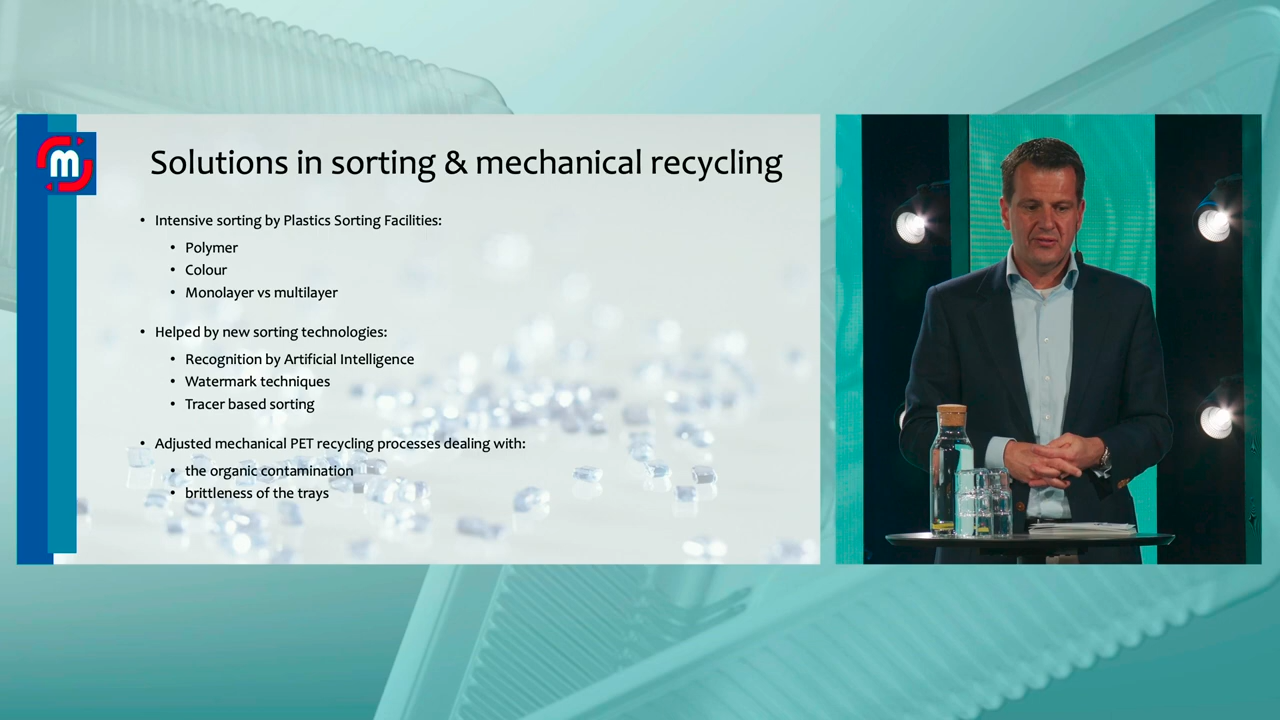 m
Solutions in sorting & mechanical recycling
• Intensive sorting by Plastics Sorting Facilities:
• Polymer
• Colour
• Monolayer vs multilayer
• Helped by new sorting technologies:
• Recognition by Artificial Intelligence
• Watermark techniques
• Tracer based sorting
• Adjusted mechanical PET recycling processes dealing with:
• the organic contamination
• brittleness of the trays